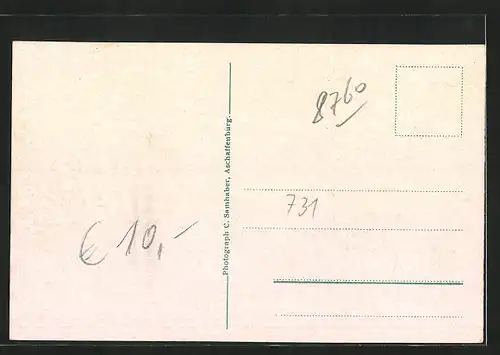 8760
Photograph C. Samhaber, Aschaffenburg.
731
€ 10,-